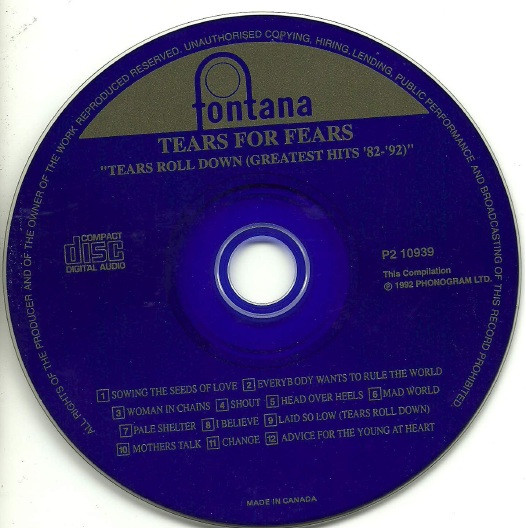 ALL RIGHTS OF THE PRODUCER AND OF THE OWNER OF THE WORK REPRODUCED RESERVED. UNAUTHORISED COPYING, HIRING, LENDING, PUBLIC PERFORMANCE AND BROADCASTING OF THIS RECORD PROHIBITED.
fontana
TEARS FOR FEARS
"TEARS ROLL DOWN (GREATEST HITS '82-'92)"
COMPACT
disc
DIGITAL AUDIO
P2 10939
This Compilation
℗ 1992 PHONOGRAM LTD.
1 SOWING THE SEEDS OF LOVE 2 EVERYBODY WANTS TO RULE THE WORLD
3 WOMAN IN CHAINS 4 SHOUT 5 HEAD OVER HEELS 6 MAD WORLD
7 PALE SHELTER 8 I BELIEVE 9 LAID SO LOW (TEARS ROLL DOWN)
10 MOTHERS TALK 11 CHANGE 12 ADVICE FOR THE YOUNG AT HEART
MADE IN CANADA